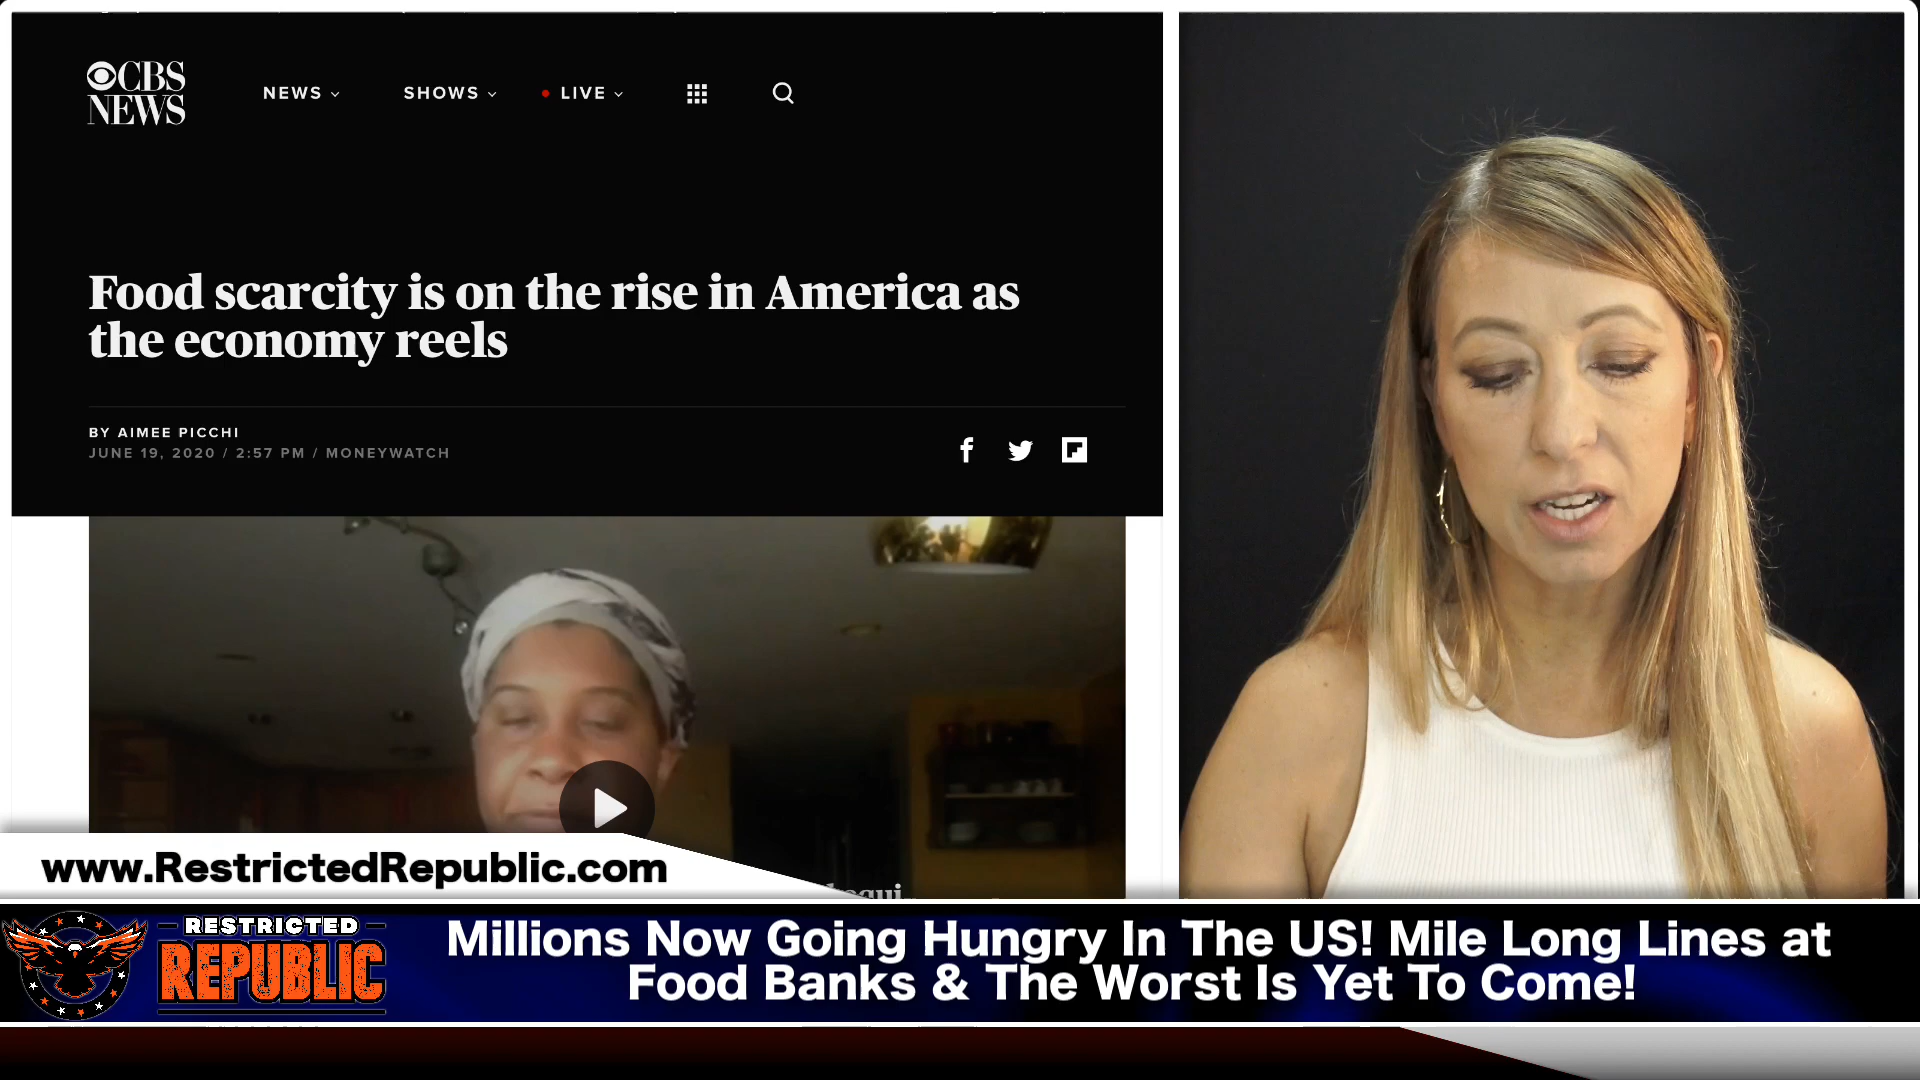 CBS
NEWS
NEWS
SHOWS
LIVE
Food scarcity is on the rise in America as
the economy reels
BY AIMEE PICCHI
JUNE 19, 2020 / 2:57 PM / MONEYWATCH
www.RestrictedRepublic.com
RESTRICTED
REPUBLIC
Millions Now Going Hungry In The US! Mile Long Lines at
Food Banks & The Worst Is Yet To Come!